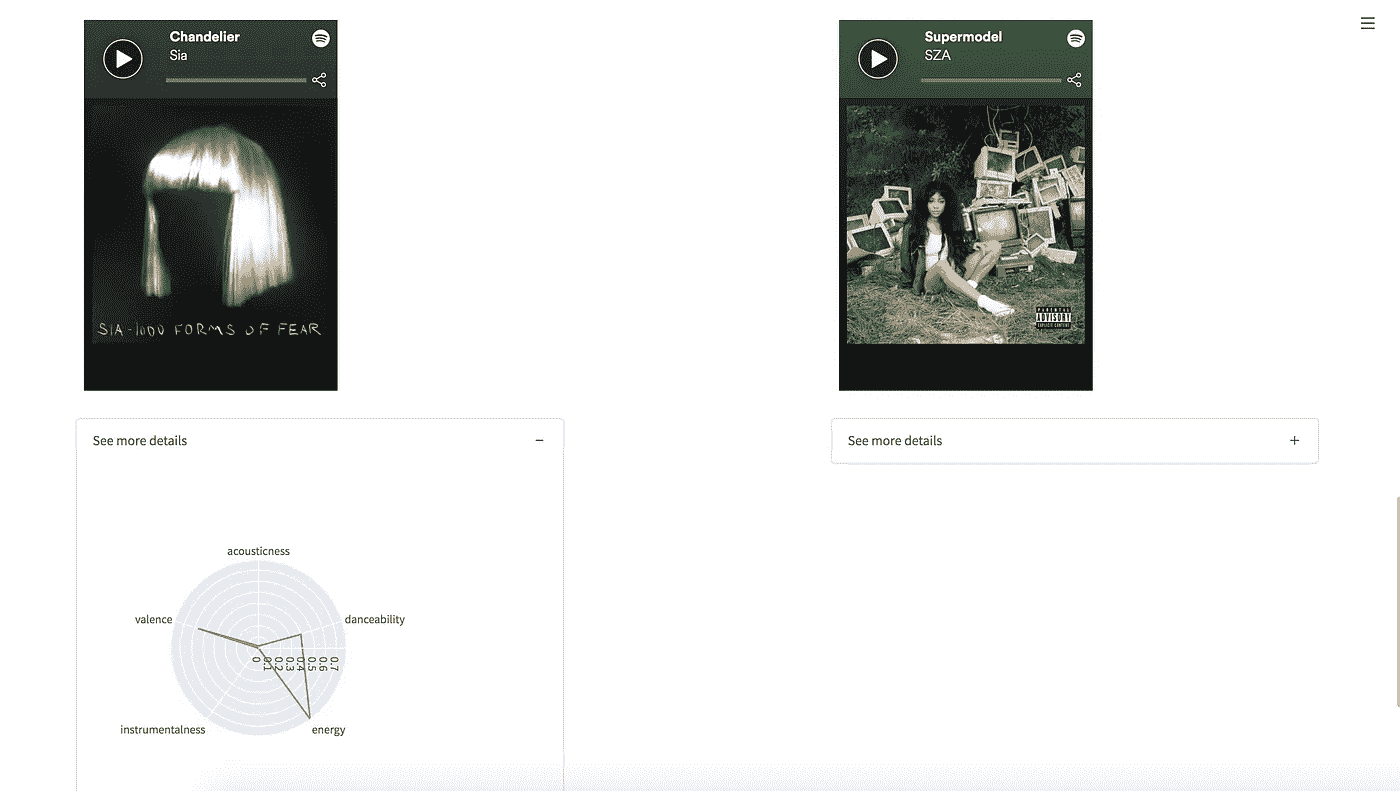 Chandelier
Sia
SIA - 1000 FORMS OF FEAR
See more details
acousticness
valence
danceability
0
0.1
0.2
0.3
0.4
0.5
0.6
0.7
instrumentalness
energy
Supermodel
SZA
PARENTAL
ADVISORY
EXPLICIT CONTENT
See more details